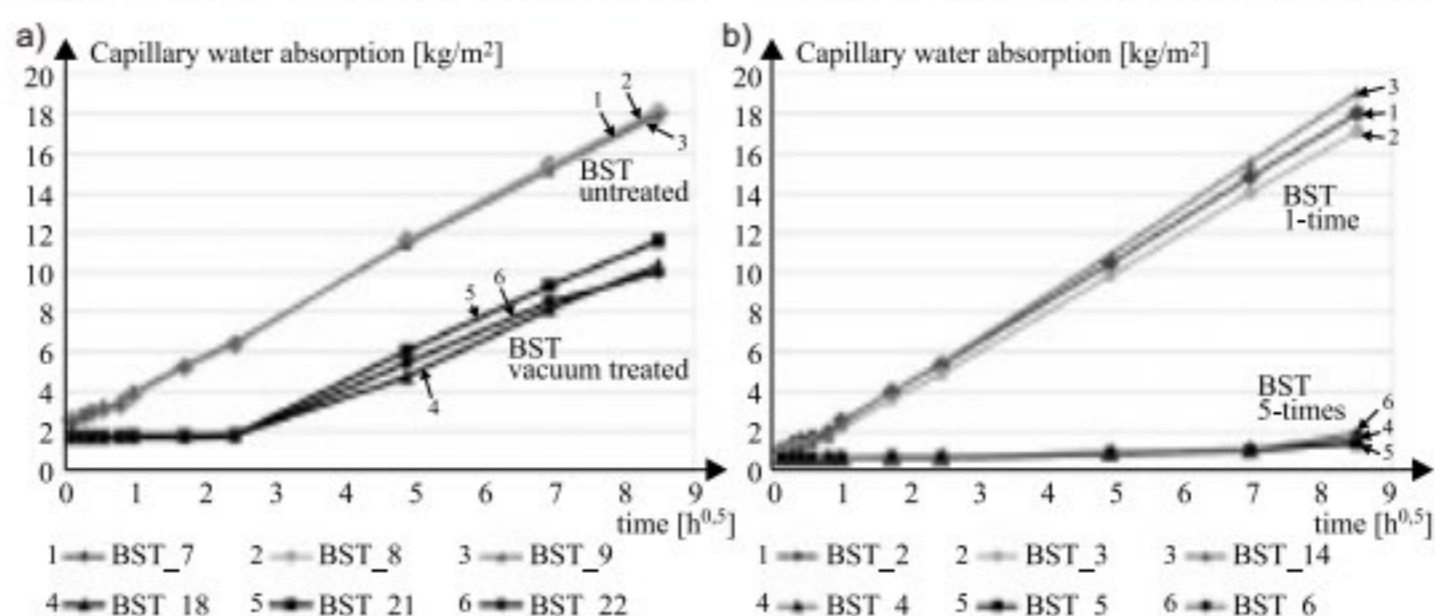 a)
Capillary water absorption [kg/m²]
20
18
16
14
12
10
8
6
4
2
0
0 1 2 3 4 5 6 7 8 9
time [h0,5]
1 2
3
BST
untreated
5 6
BST
vacuum treated
4
1 BST_7 2 BST_8 3 BST_9
4 BST_18 5 BST_21 6 BST_22
b)
Capillary water absorption [kg/m²]
20
18
16
14
12
10
8
6
4
2
0
0 1 2 3 4 5 6 7 8 9
time [h0,5]
3
1
2
BST
1-time
BST
5-times
6
4
5
1 BST_2 2 BST_3 3 BST_14
4 BST_4 5 BST_5 6 BST_6